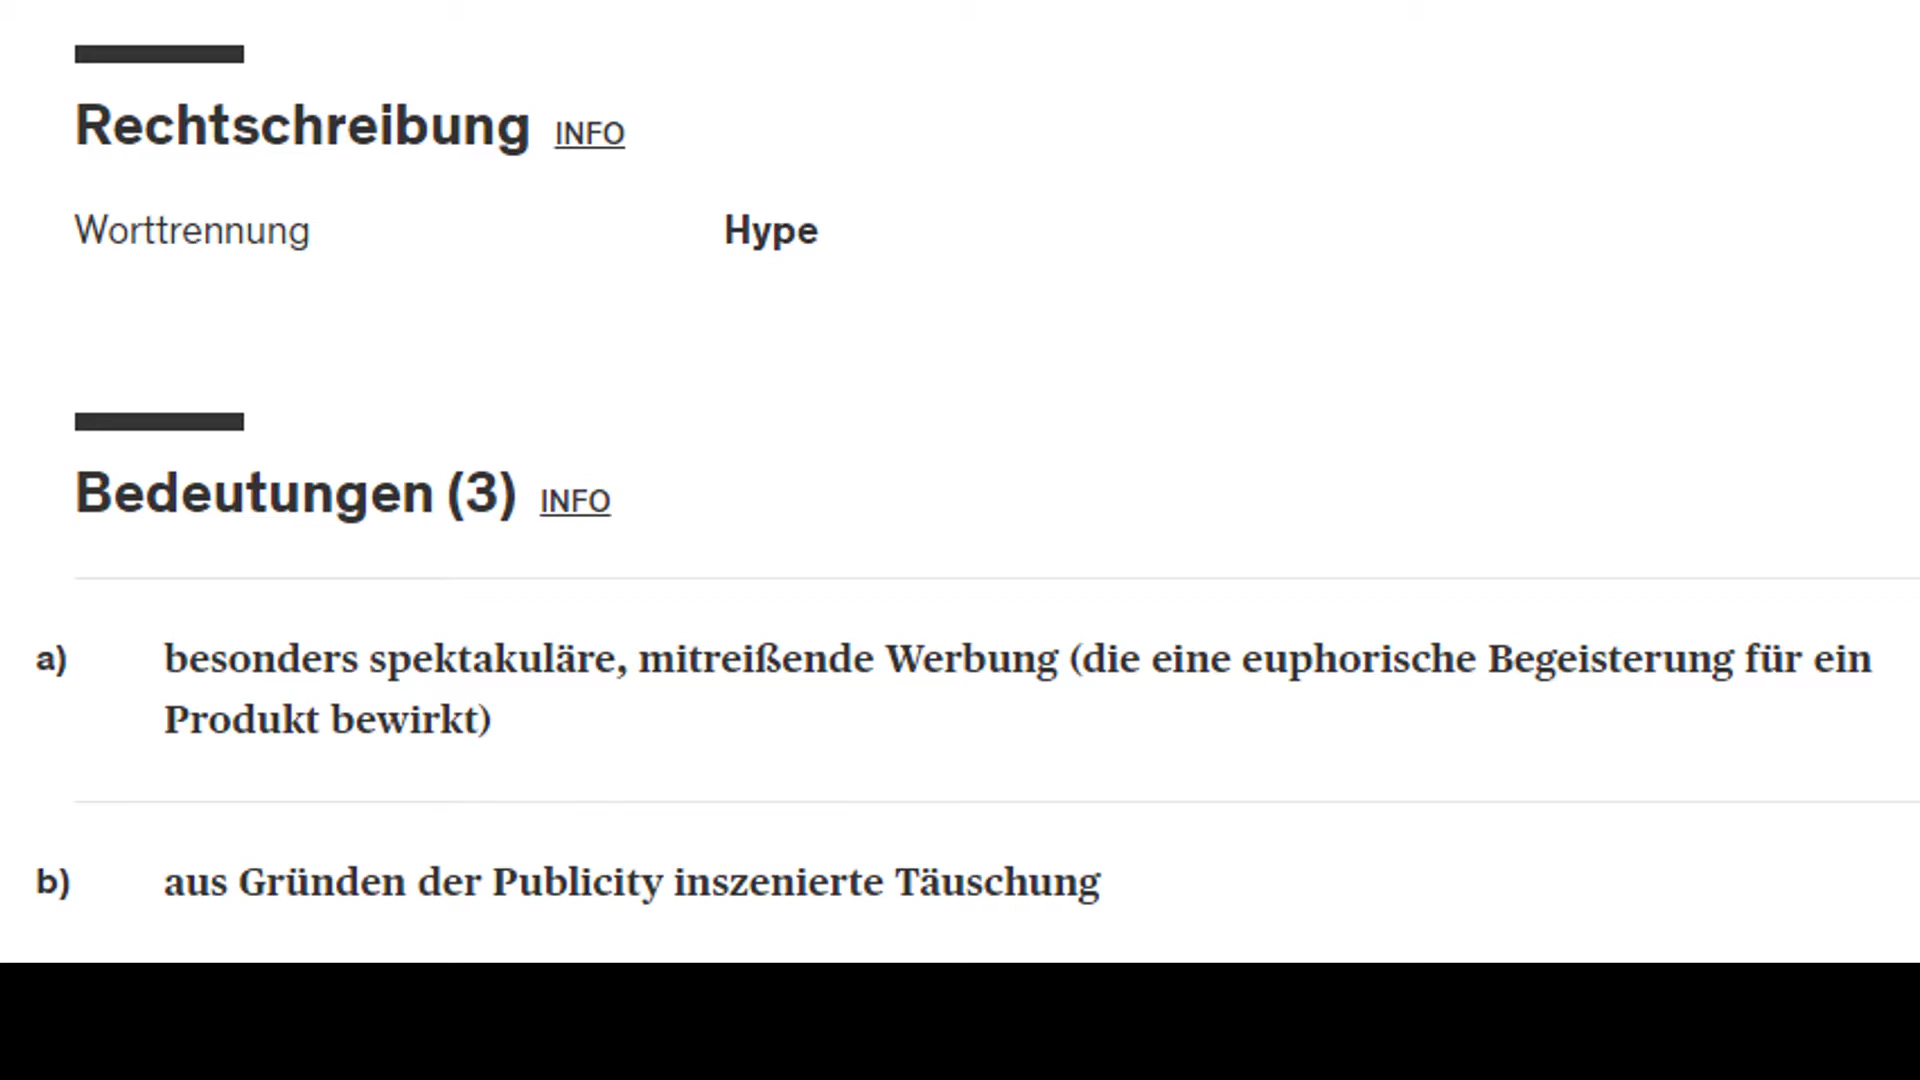 Rechtschreibung INFO
Worttrennung Hype
Bedeutungen (3) INFO
a) besonders spektakuläre, mitreißende Werbung (die eine euphorische Begeisterung für ein
Produkt bewirkt)
b) aus Gründen der Publicity inszenierte Täuschung